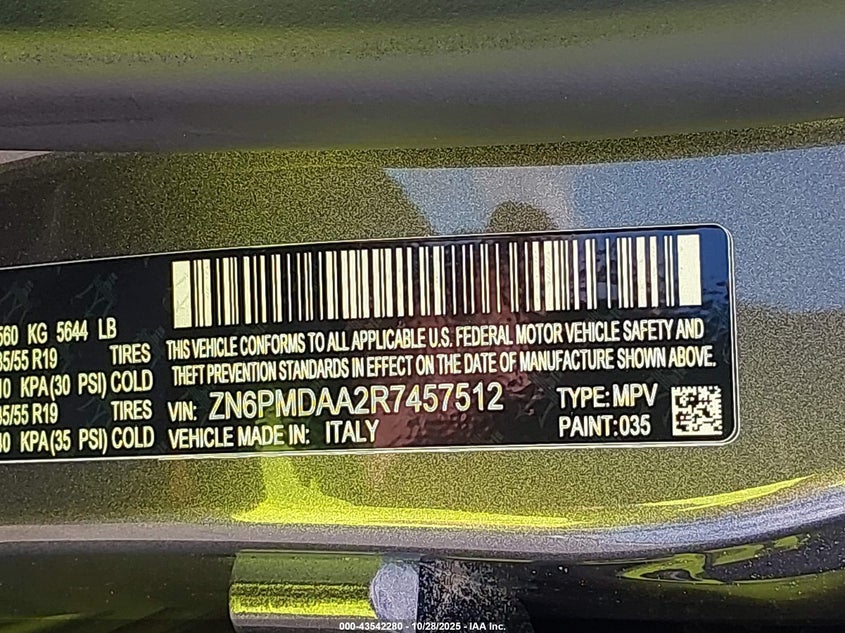 560 KG 5644 LB
35/55 R19 TIRES
KPA(30 PSI) COLD
35/55 R19 TIRES
KPA(35 PSI) COLD
THIS VEHICLE CONFORMS TO ALL APPLICABLE U.S. FEDERAL MOTOR VEHICLE SAFETY AND
THEFT PREVENTION STANDARDS IN EFFECT ON THE DATE OF MANUFACTURE SHOWN ABOVE.
VIN: ZN6PMDAA2R7457512 TYPE: MPV
VEHICLE MADE IN: ITALY PAINT: 035
000-43542280 - 10/28/2025 - IAA Inc.